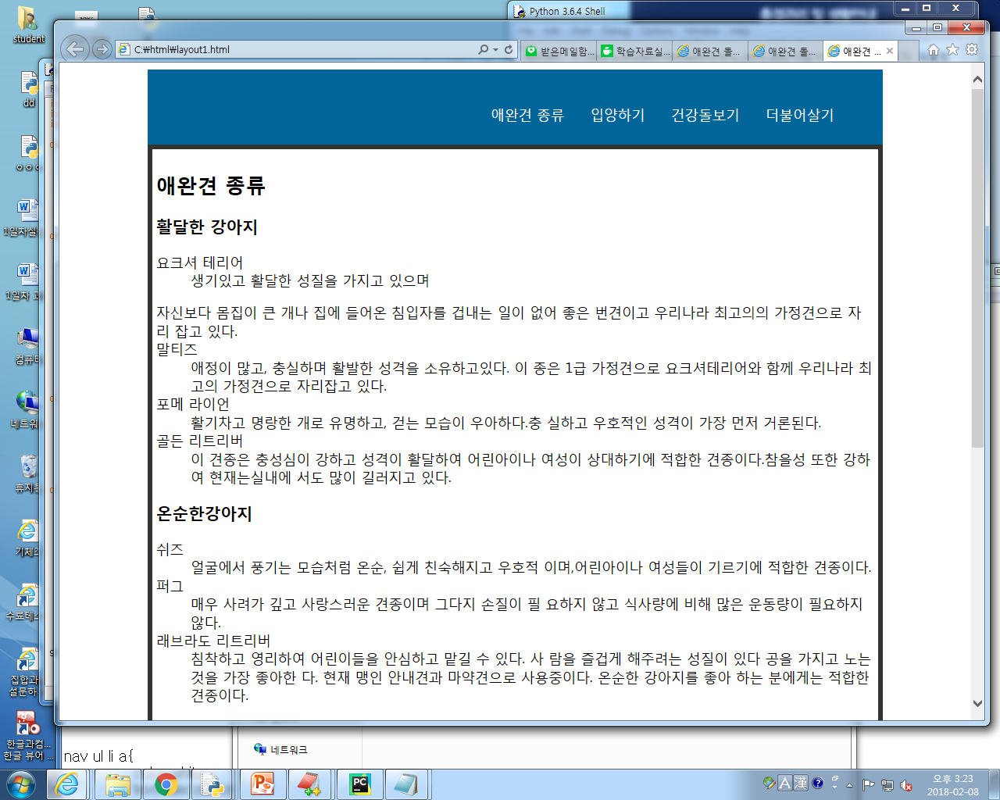 Python 3.6.4 Shell
student
C:₩html₩layout1.html
받은메일함...
학습자료실...
애완견 돌...
애완견 돌...
애완견 ...
애완견 종류 입양하기 건강돌보기 더불어살기
애완견 종류
활달한 강아지
요크셔 테리어
생기있고 활달한 성질을 가지고 있으며
자신보다 몸집이 큰 개나 집에 들어온 침입자를 겁내는 일이 없어 좋은 번견이고 우리나라 최고의의 가정견으로 자
리 잡고 있다.
말티즈
애정이 많고, 충실하며 활발한 성격을 소유하고있다. 이 종은 1급 가정견으로 요크셔테리어와 함께 우리나라 최
고의 가정견으로 자리잡고 있다.
포메 라이언
활기차고 명랑한 개로 유명하고, 걷는 모습이 우아하다.충 실하고 우호적인 성격이 가장 먼저 거론된다.
골든 리트리버
이 견종은 충성심이 강하고 성격이 활달하여 어린아이나 여성이 상대하기에 적합한 견종이다.참을성 또한 강하
여 현재는실내에 서도 많이 길러지고 있다.
온순한강아지
쉬즈
얼굴에서 풍기는 모습처럼 온순, 쉽게 친숙해지고 우호적 이며,어린아이나 여성들이 기르기에 적합한 견종이다.
퍼그
매우 사려가 깊고 사랑스러운 견종이며 그다지 손질이 필 요하지 않고 식사량에 비해 많은 운동량이 필요하지
않다.
래브라도 리트리버
침착하고 영리하여 어린이들을 안심하고 맡길 수 있다. 사 람을 즐겁게 해주려는 성질이 있다 공을 가지고 노는
것을 가장 좋아한 다. 현재 맹인 안내견과 마약견으로 사용중이다. 온순한 강아지를 좋아 하는 분에게는 적합한
견종이다.
dd
ㅇㅇㅇ
1일차실
1일차 고
컴퓨터
네트워
휴지통
기체
수료테스
집합과
설문하
한글과컴...
한글 뷰어 ...
네트워크
nav ul li a{
A 漢
오후 3:23
2018-02-08